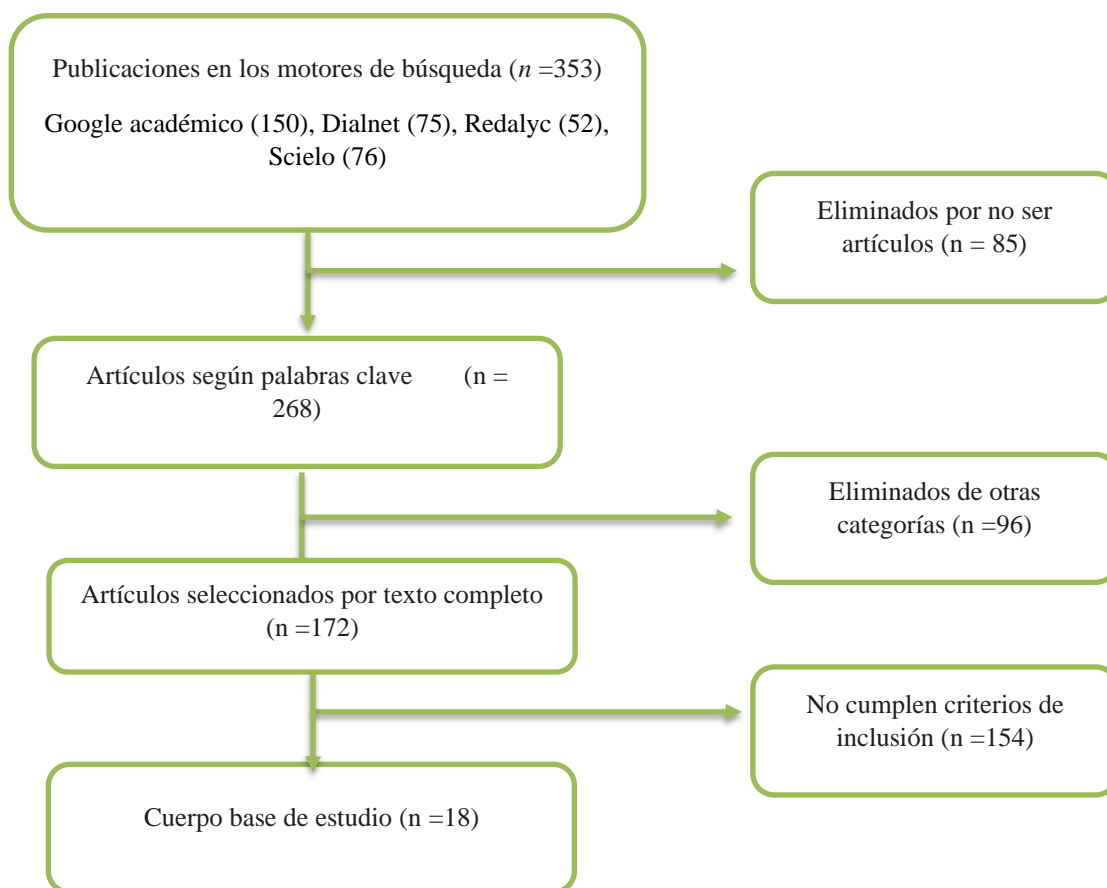 Publicaciones en los motores de búsqueda (n =353)
Google académico (150), Dialnet (75), Redalyc (52),
Scielo (76)
Eliminados por no ser
artículos (n = 85)
Artículos según palabras clave (n =
268)
Eliminados de otras
categorías (n =96)
Artículos seleccionados por texto completo
(n =172)
No cumplen criterios de
inclusión (n =154)
Cuerpo base de estudio (n =18)